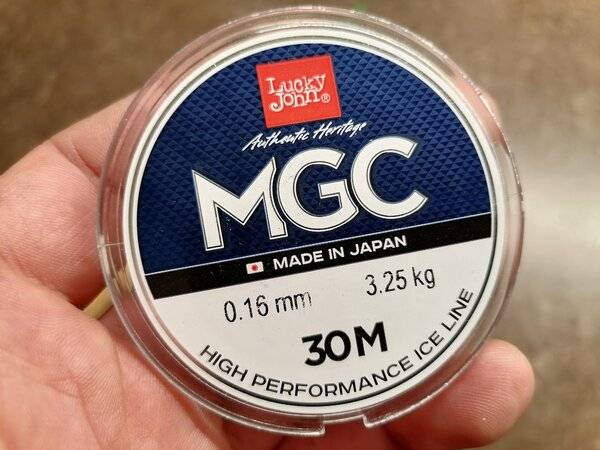 Lucky
John®
Authentic Heritage
MGC
MADE IN JAPAN
0.16 mm 3.25 kg
30M
HIGH PERFORMANCE ICE LINE